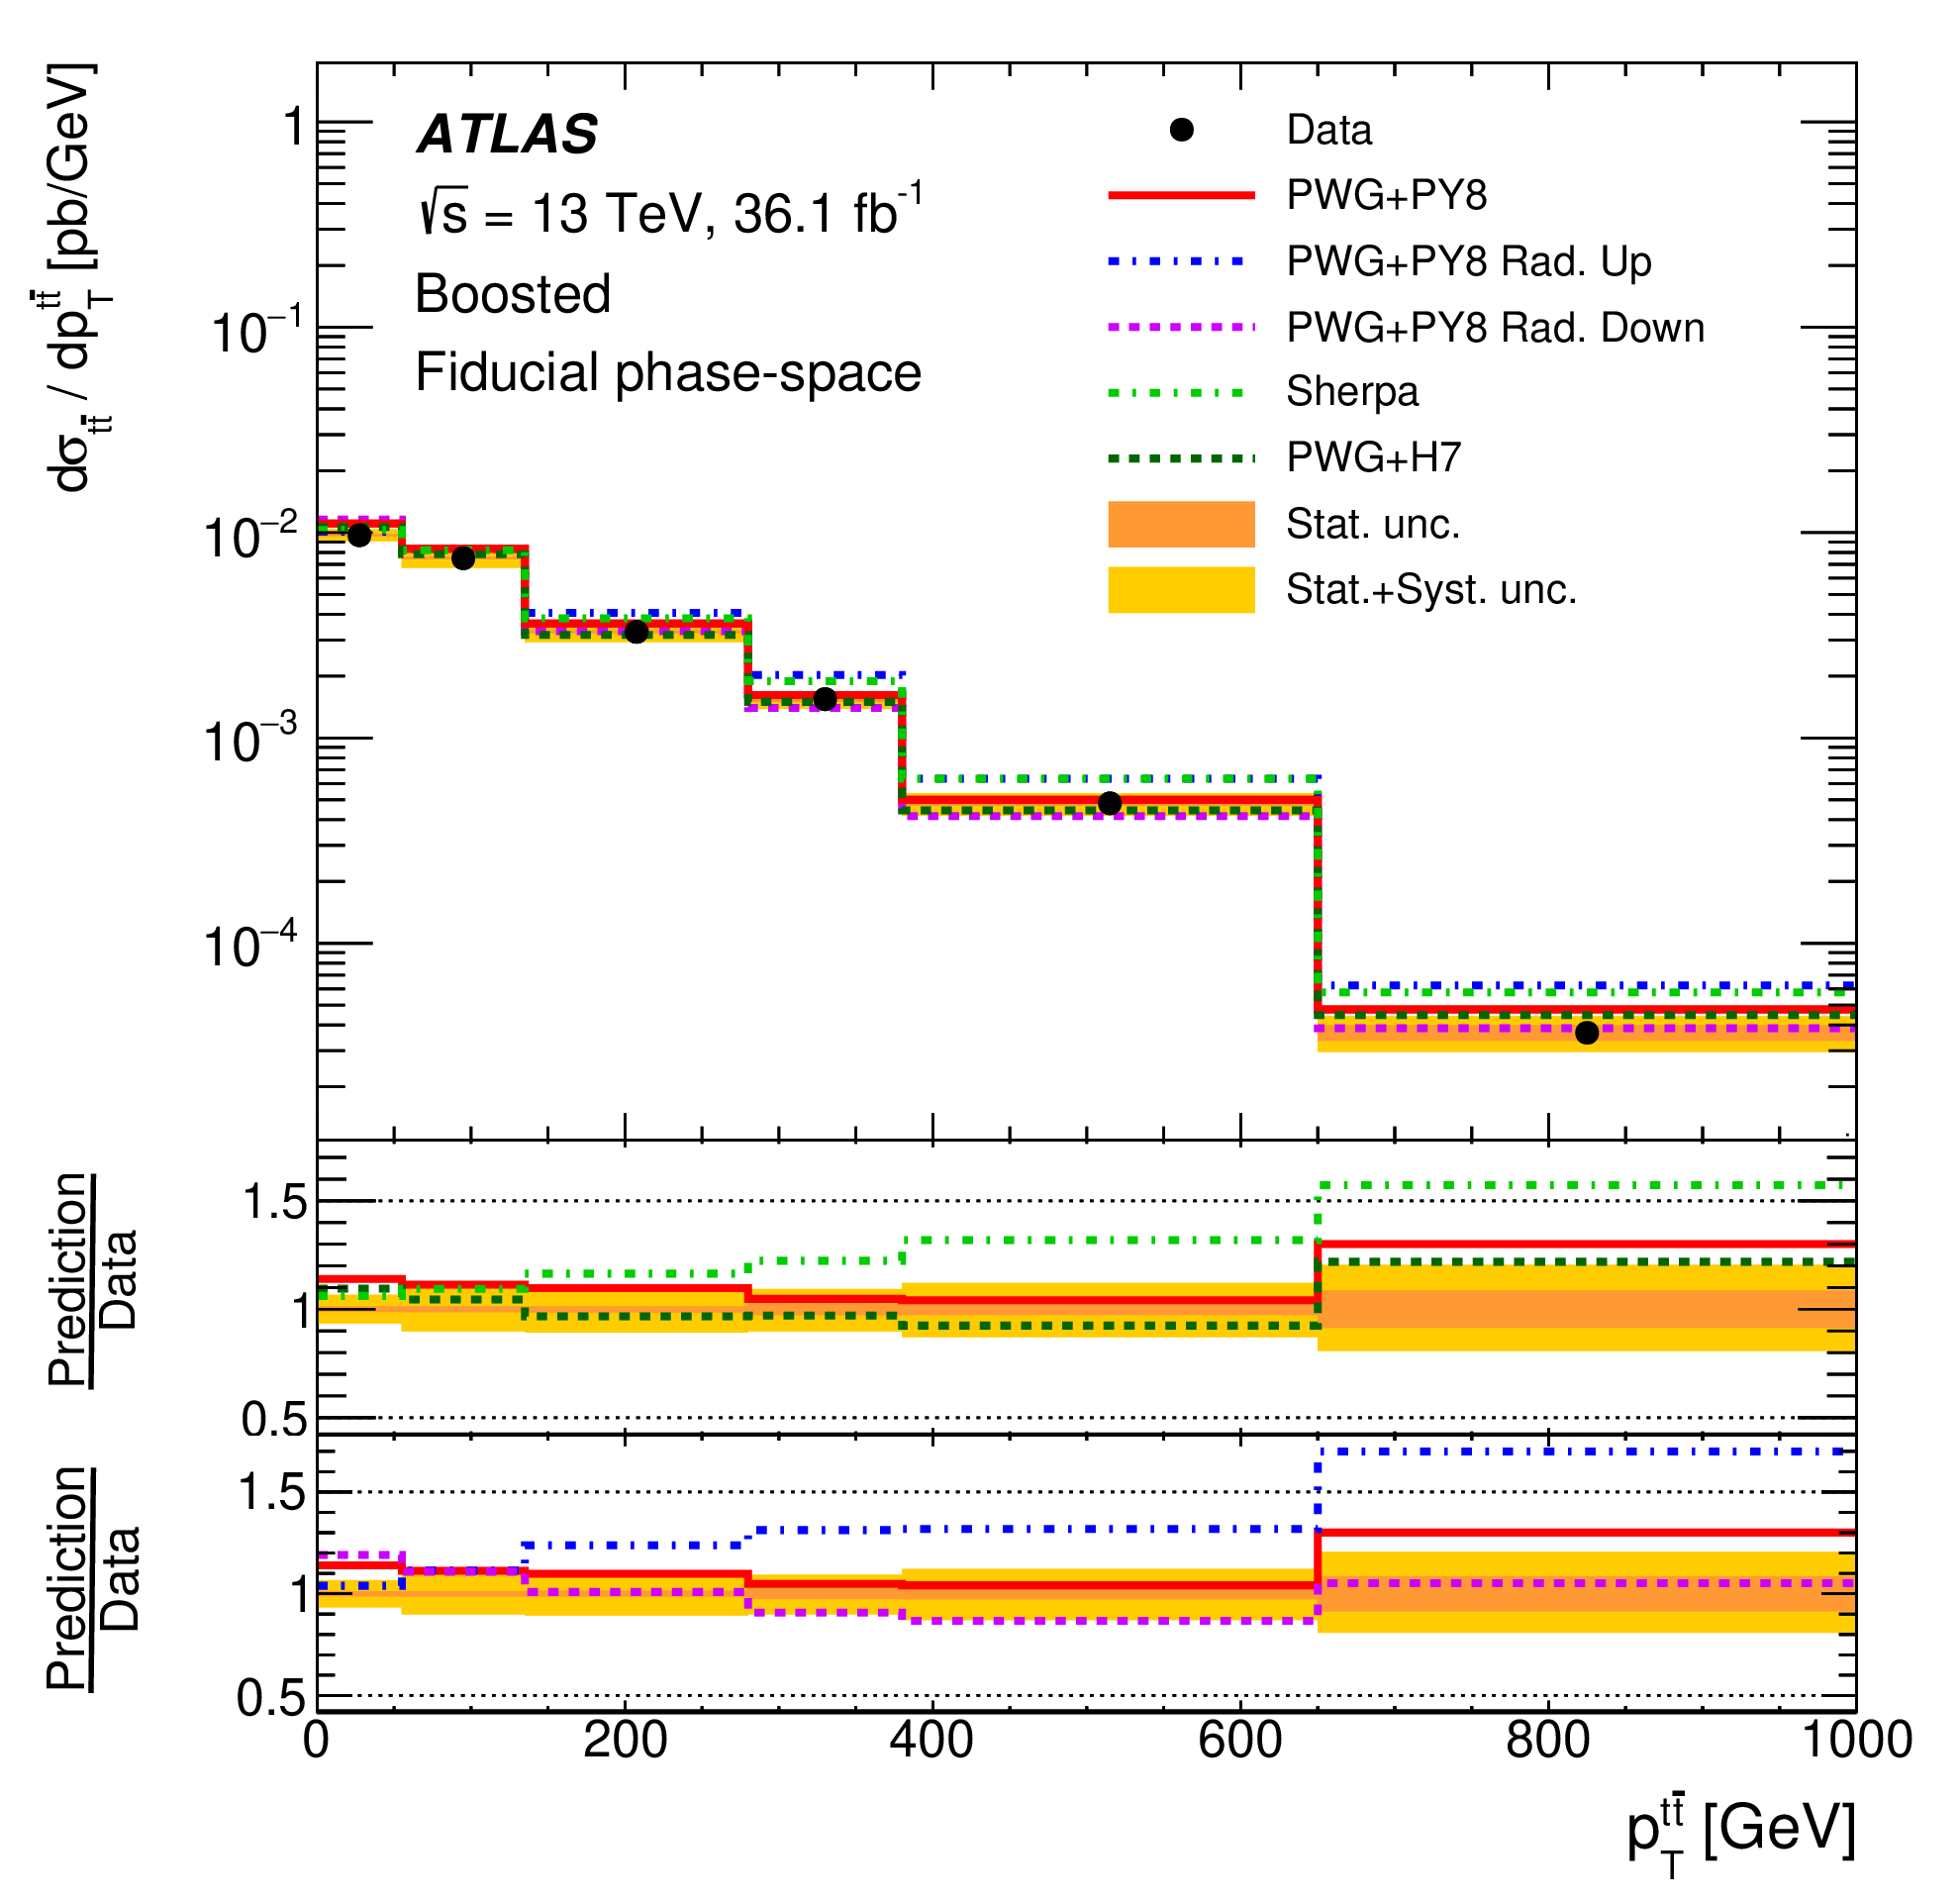 dσ_tt̄ / dp_T^tt̄ [pb/GeV]
1
10⁻¹
10⁻²
10⁻³
10⁻⁴
ATLAS
√s = 13 TeV, 36.1 fb⁻¹
Boosted
Fiducial phase-space
Data
PWG+PY8
PWG+PY8 Rad. Up
PWG+PY8 Rad. Down
Sherpa
PWG+H7
Stat. unc.
Stat.+Syst. unc.
Prediction
Data
1.5
1
0.5
Prediction
Data
1.5
1
0.5
0 200 400 600 800 1000
p_T^tt̄ [GeV]